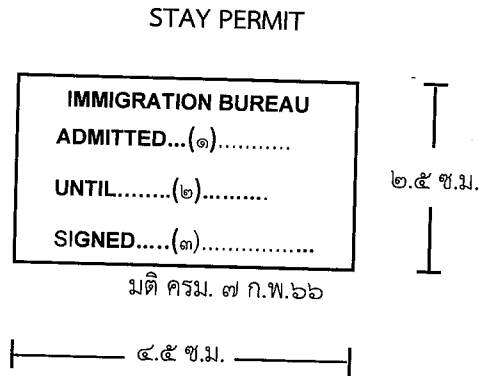 STAY PERMIT
IMMIGRATION BUREAU
ADMITTED...(๑)...........
UNTIL........(๒)..........
SIGNED.....(๓)................
๒.๕ ซ.ม.
มติ ครม. ๗ ก.พ.๖๖
๔.๕ ซ.ม.